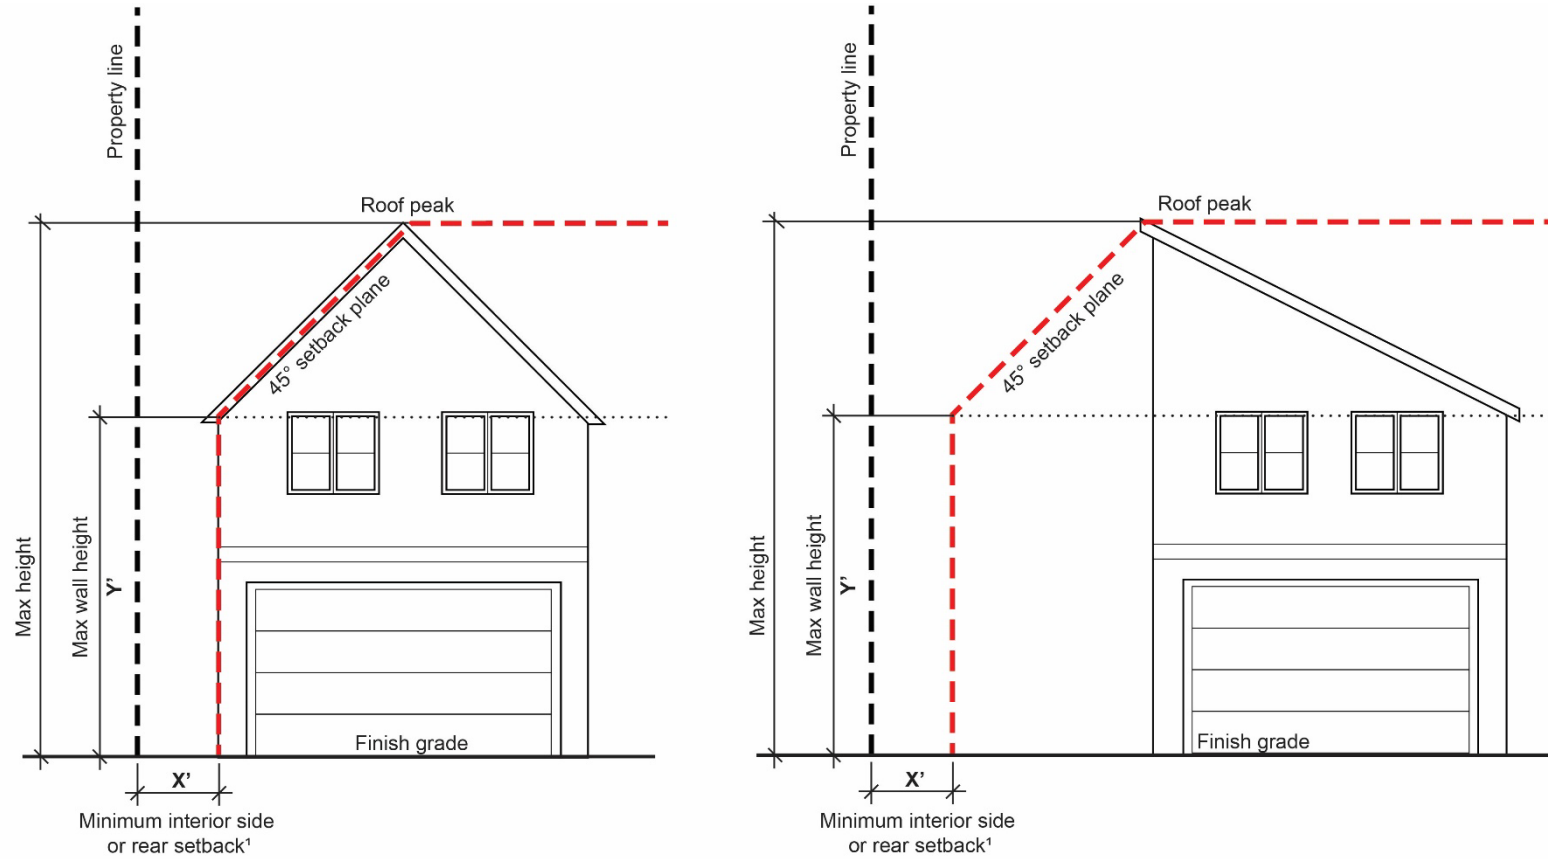 Property line
Roof peak
45° setback plane
Max height
Max wall height
Y'
Finish grade
X'
Minimum interior side
or rear setback¹
Property line
Roof peak
45° setback plane
Max height
Max wall height
Y'
Finish grade
X'
Minimum interior side
or rear setback¹